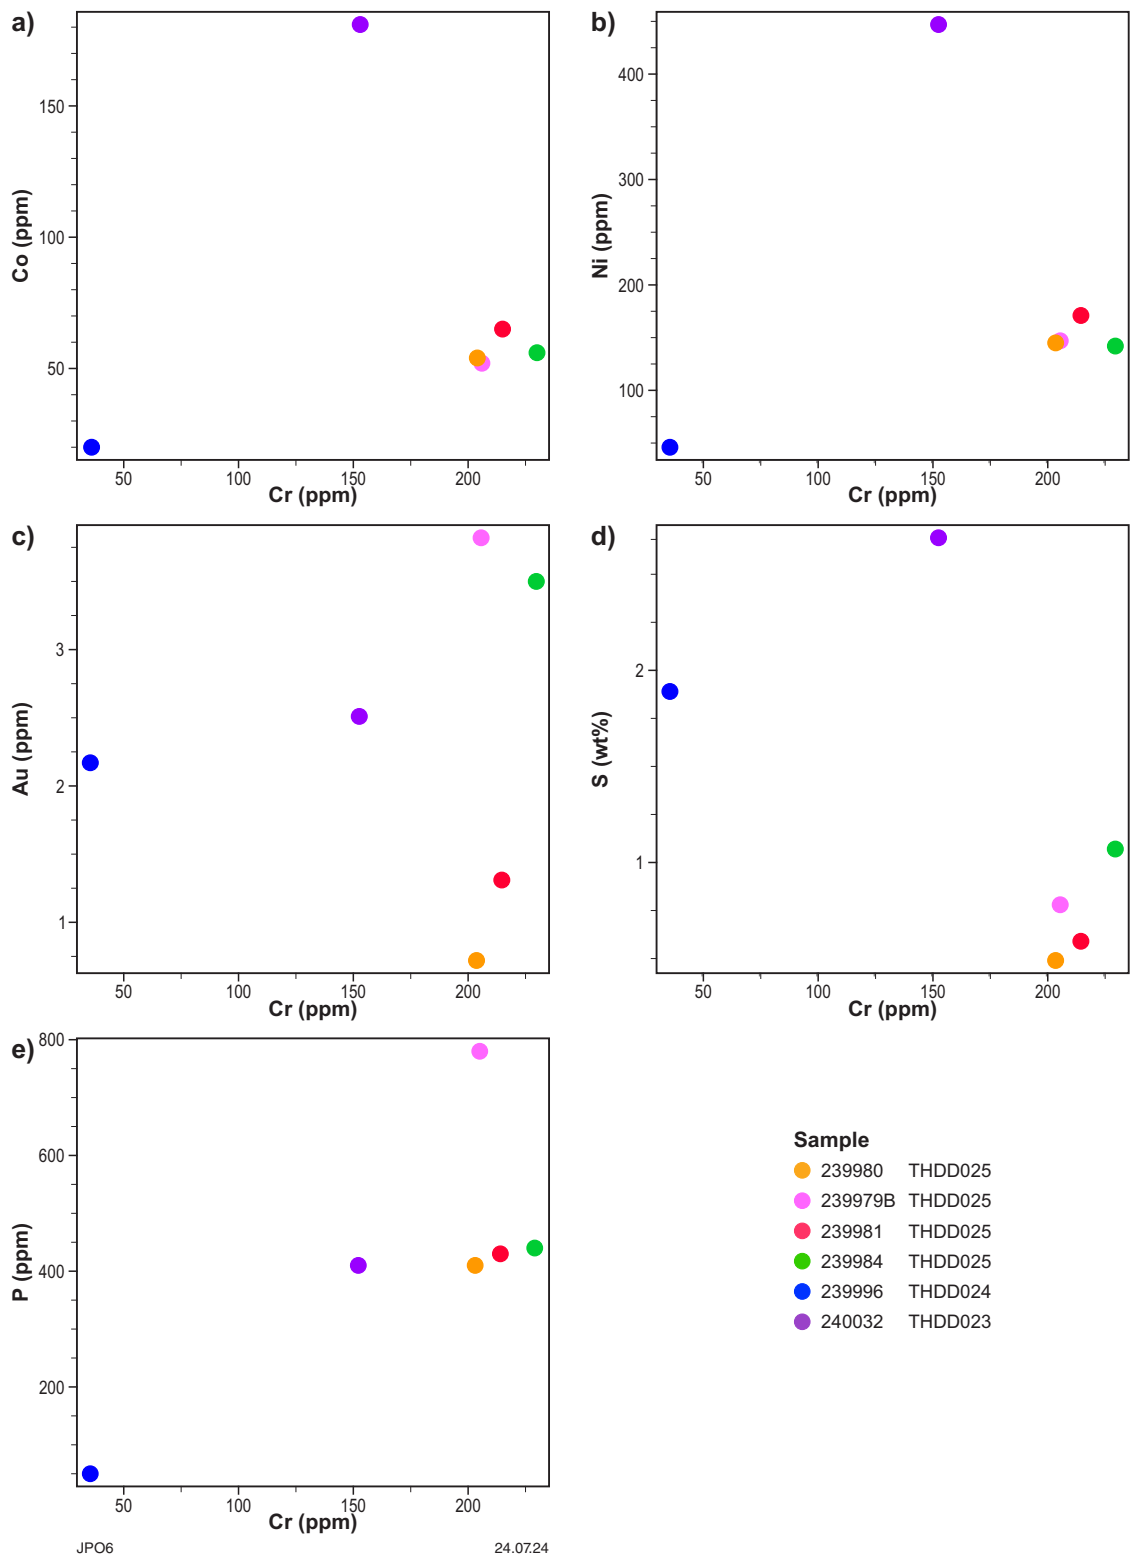 a)
150
100
50
Co (ppm)
50 100 150 200
Cr (ppm)
b)
400
300
200
100
Ni (ppm)
50 100 150 200
Cr (ppm)
c)
3
2
1
Au (ppm)
50 100 150 200
Cr (ppm)
d)
2
1
S (wt%)
50 100 150 200
Cr (ppm)
e)
800
600
400
200
P (ppm)
50 100 150 200
Cr (ppm)
Sample
239980 THDD025
239979B THDD025
239981 THDD025
239984 THDD025
239996 THDD024
240032 THDD023
JPO6 24.07.24